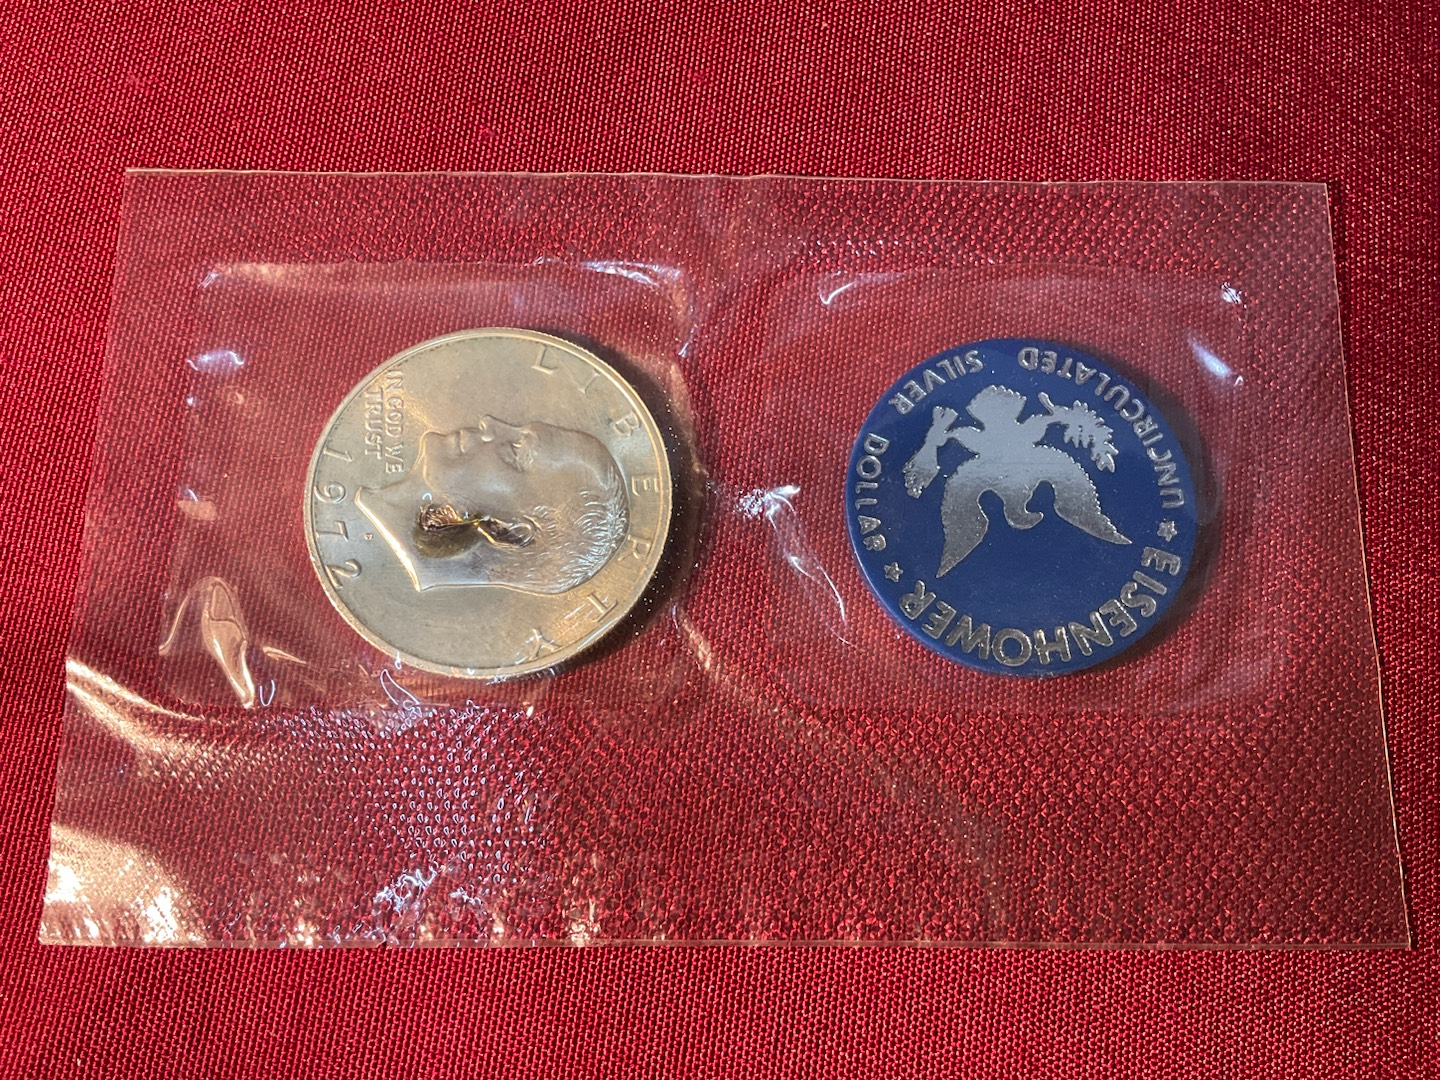 LIBERTY
IN GOD WE
TRUST
1972
UNCIRCULATED SILVER DOLLAR
★ EISENHOWER ★